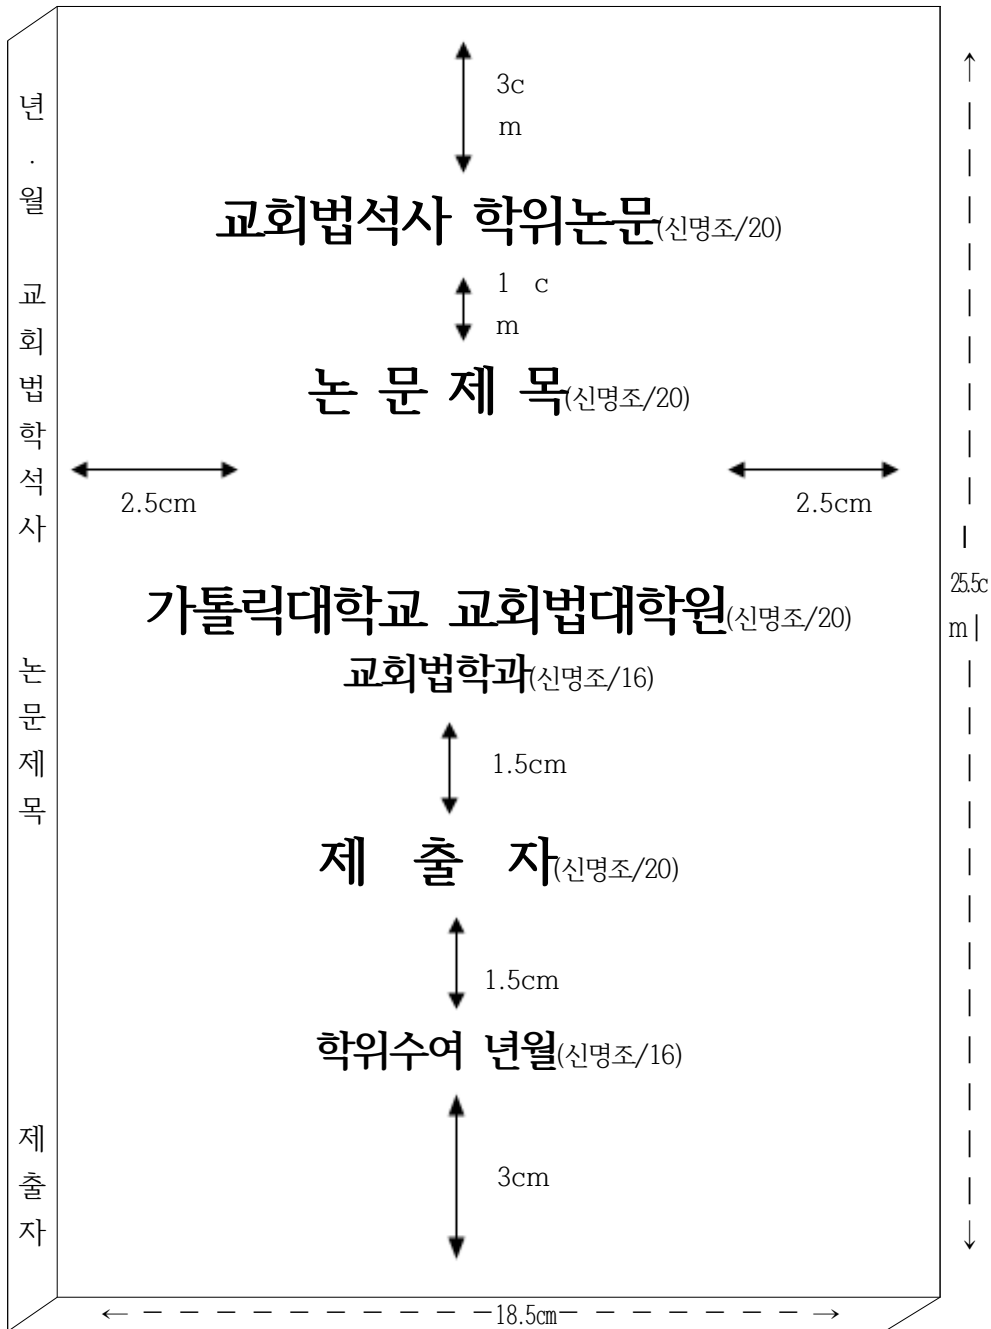 년·월 교회법학석사 논문제목 제출자
3c
m
교회법석사 학위논문(신명조/20)
1 c
m
논 문 제 목(신명조/20)
2.5cm 2.5cm
가톨릭대학교 교회법대학원(신명조/20)
25.5c
m
교회법학과(신명조/16)
1.5cm
제 출 자(신명조/20)
1.5cm
학위수여 년월(신명조/16)
3cm
18.5cm